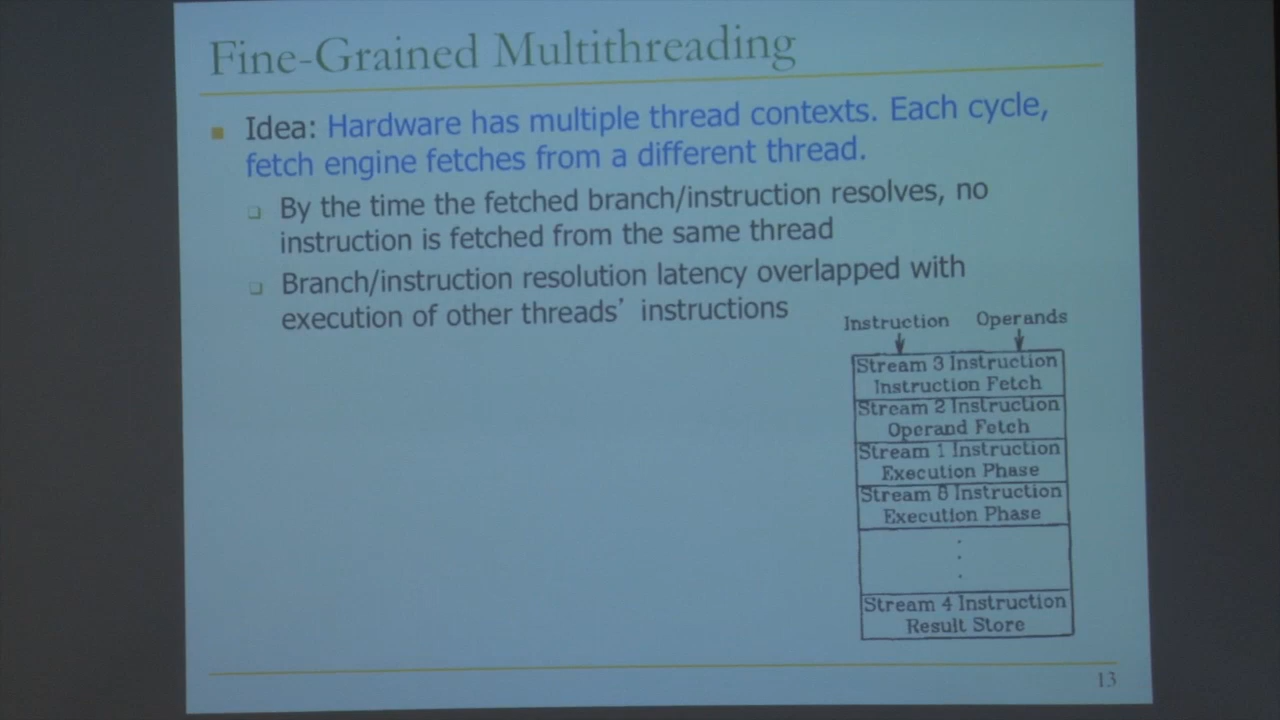 Fine-Grained Multithreading
Idea: Hardware has multiple thread contexts. Each cycle,
fetch engine fetches from a different thread.
By the time the fetched branch/instruction resolves, no
instruction is fetched from the same thread
Branch/instruction resolution latency overlapped with
execution of other threads' instructions
Instruction Operands
Stream 3 Instruction
Instruction Fetch
Stream 2 Instruction
Operand Fetch
Stream 1 Instruction
Execution Phase
Stream 8 Instruction
Execution Phase
Stream 4 Instruction
Result Store
13